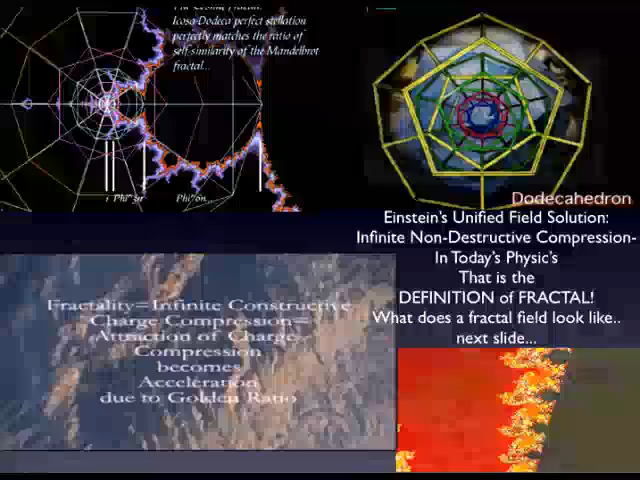 Icosa-Dodeca perfect stellation
perfectly matches the ratio of
self-similarity of the Mandelbrot
fractal...
Dodecahedron
Einstein's Unified Field Solution:
Infinite Non-Destructive Compression-
In Today's Physic's
That is the
DEFINITION of FRACTAL!
What does a fractal field look like..
next slide...
Fractality=Infinite Constructive
Charge Compression=
Attraction of Charge-
Compression
becomes
Acceleration
due to Golden Ratio